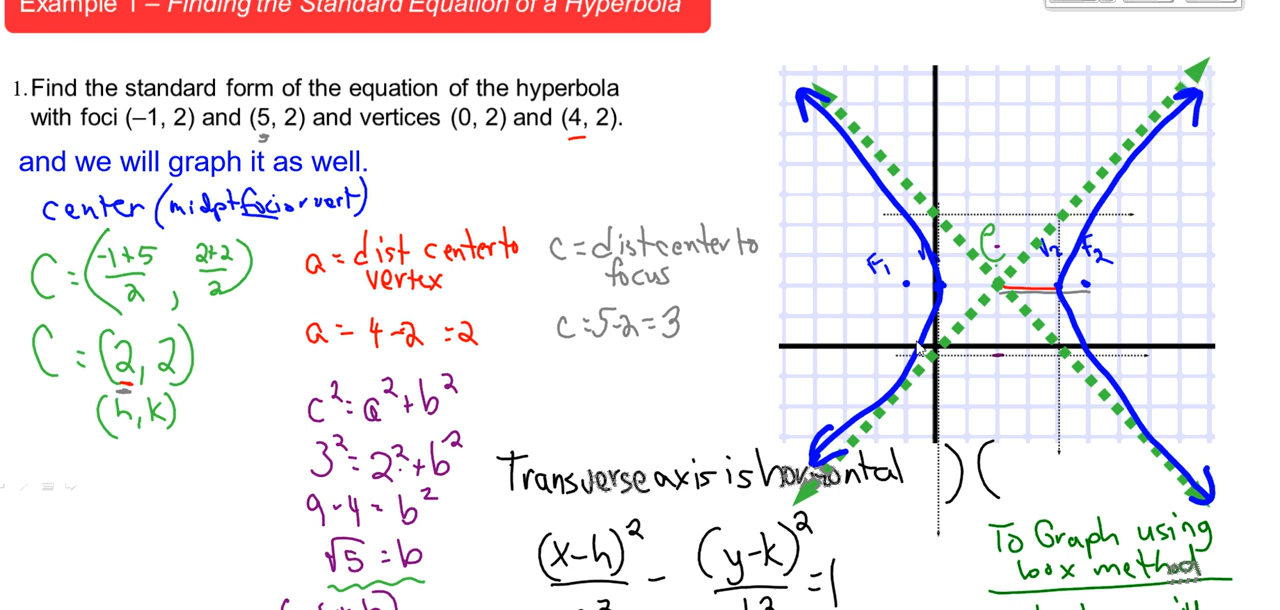 Example 1 – Finding the Standard Equation of a Hyperbola
1. Find the standard form of the equation of the hyperbola
with foci (–1, 2) and (5, 2) and vertices (0, 2) and (4, 2).
and we will graph it as well.
center (midpt foci or vert)
C = (-1+5/2, 2+2/2)
C = (2, 2)
(h, k)
a = dist center to
vertex
a = 4-2 = 2
c² = a² + b²
3² = 2² + b²
9-4 = b²
√5 = b
c = dist center to
focus
c = 5-2 = 3
F1
V2
F2
C
Transverse axis is horizontal )(
(x-h)² - (y-k)² = 1
To Graph using
box method